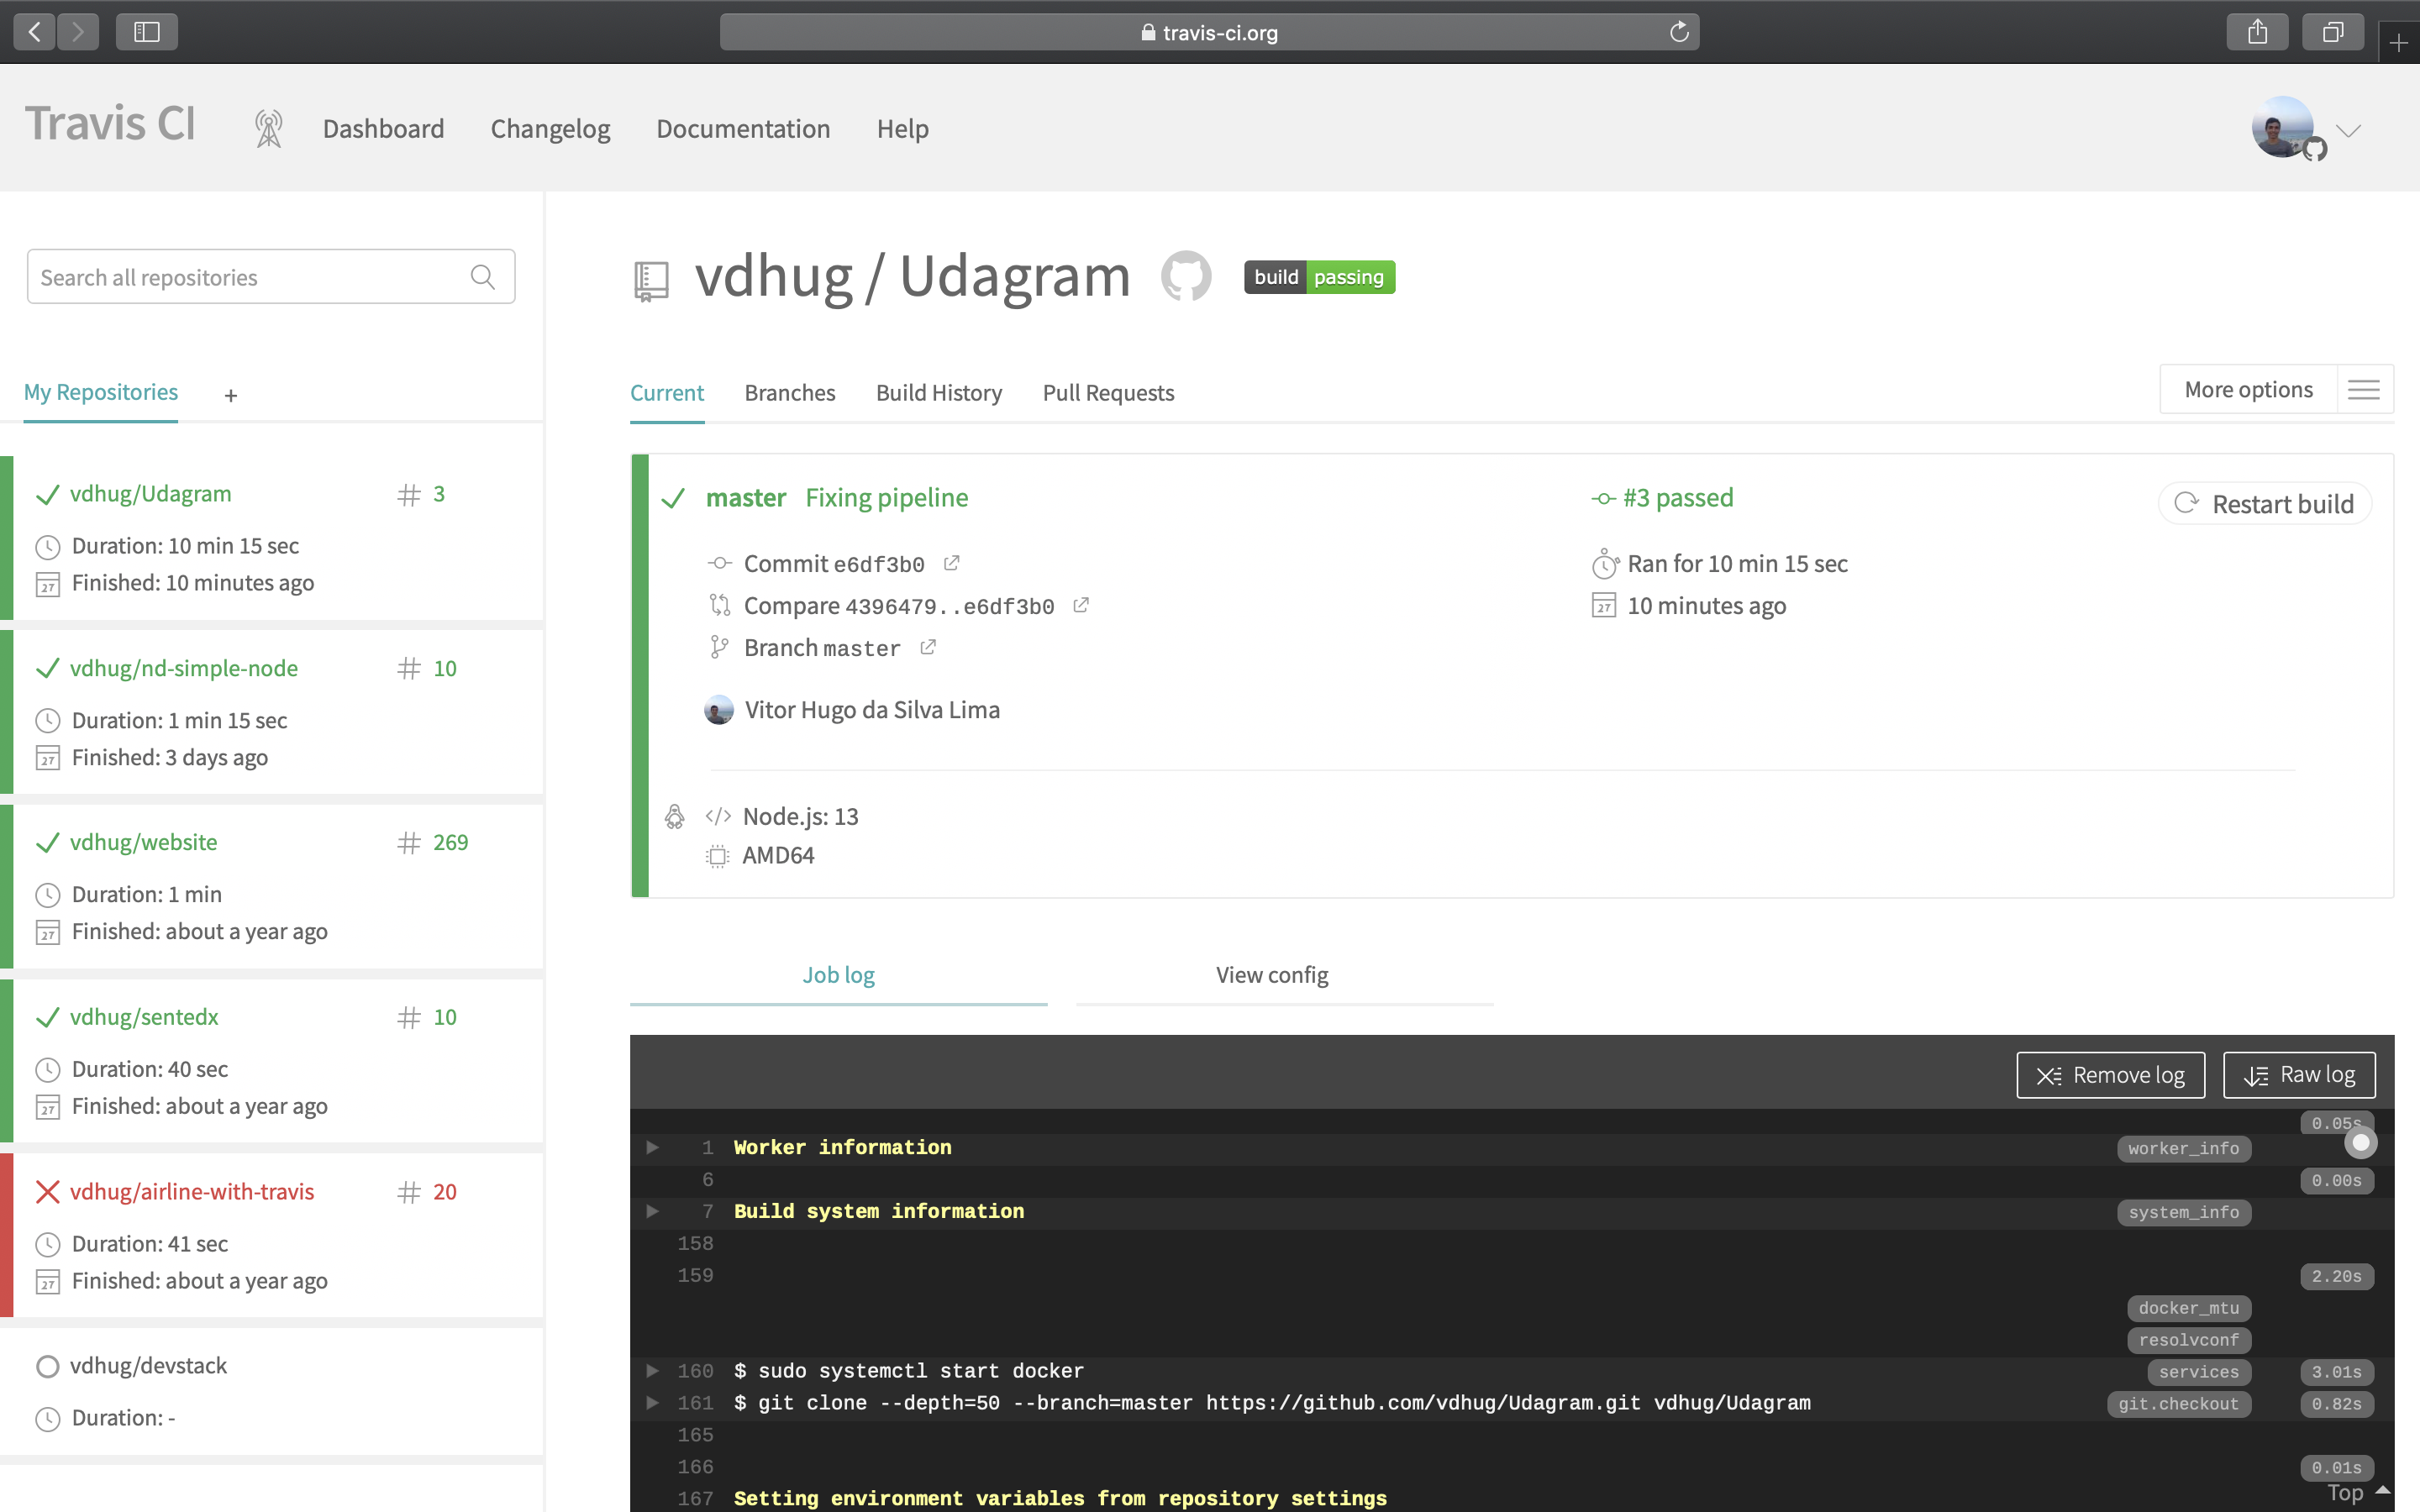 travis-ci.org
Travis CI
Dashboard Changelog Documentation Help
Search all repositories
My Repositories +
vdhug/Udagram # 3
Duration: 10 min 15 sec
27 Finished: 10 minutes ago
vdhug/nd-simple-node # 10
Duration: 1 min 15 sec
27 Finished: 3 days ago
vdhug/website # 269
Duration: 1 min
27 Finished: about a year ago
vdhug/sentedx # 10
Duration: 40 sec
27 Finished: about a year ago
vdhug/airline-with-travis # 20
Duration: 41 sec
27 Finished: about a year ago
vdhug/devstack
Duration: -
vdhug / Udagram build passing
Current Branches Build History Pull Requests More options
master Fixing pipeline
Commit e6df3b0
Compare 4396479..e6df3b0
Branch master
Vitor Hugo da Silva Lima
#3 passed
Ran for 10 min 15 sec
27 10 minutes ago
Restart build
</> Node.js: 13
AMD64
Job log View config
Remove log Raw log
0.05s
1 Worker information worker_info
6 0.00s
7 Build system information system_info
158
159 2.20s
docker_mtu
resolvconf
160 $ sudo systemctl start docker services 3.01s
161 $ git clone --depth=50 --branch=master https://github.com/vdhug/Udagram.git vdhug/Udagram git.checkout 0.82s
165
166 0.01s
167 Setting environment variables from repository settings
Top